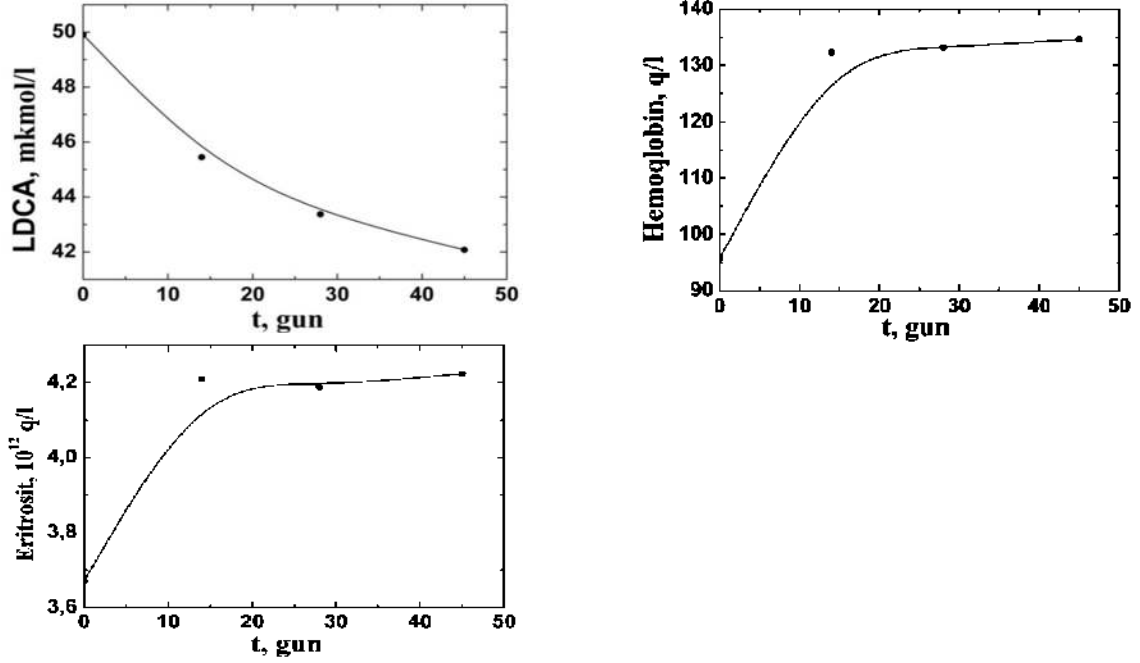 LDCA, mkmol/l
50
48
46
44
42
0 10 20 30 40 50
t, gun
Hemoqlobin, q/l
140
130
120
110
100
90
0 10 20 30 40 50
t, gun
Eritrosit, 10¹² q/l
4,2
4,0
3,8
3,6
0 10 20 30 40 50
t, gun